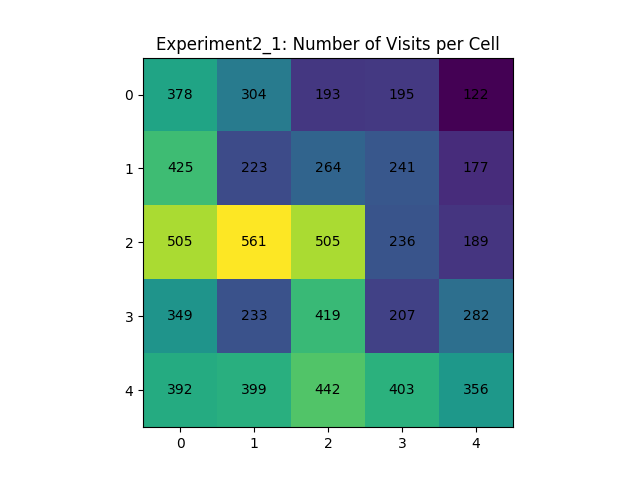 Experiment2_1: Number of Visits per Cell
0 378 304 193 195 122
1 425 223 264 241 177
2 505 561 505 236 189
3 349 233 419 207 282
4 392 399 442 403 356
0 1 2 3 4